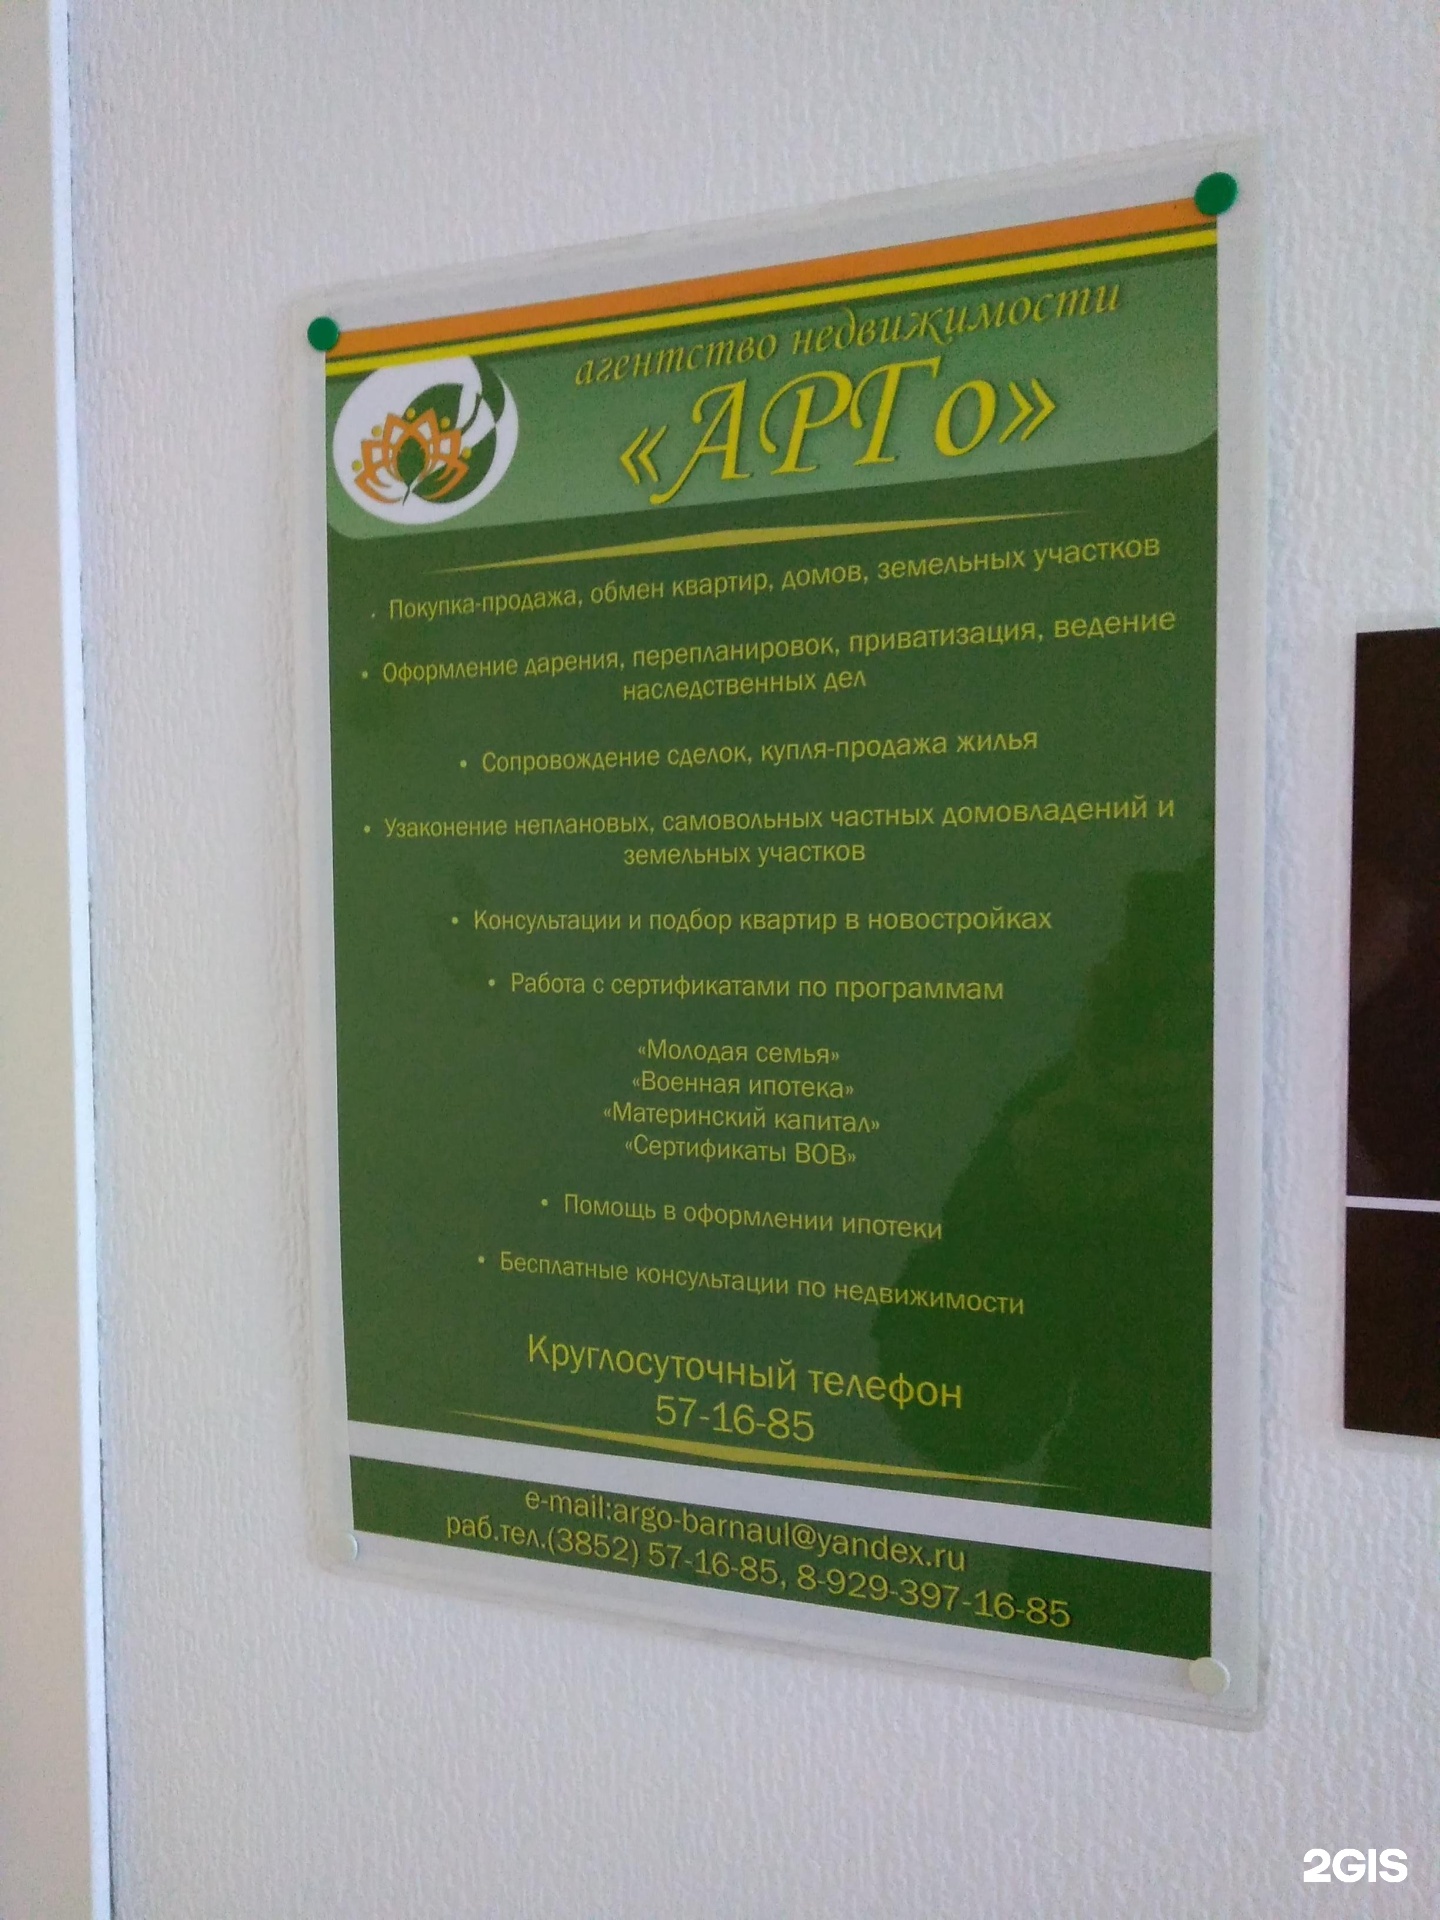 агентство недвижимости
«АРГо»
· Покупка-продажа, обмен квартир, домов, земельных участков
• Оформление дарения, перепланировок, приватизация, ведение
наследственных дел
• Сопровождение сделок, купля-продажа жилья
• Узаконение неплановых, самовольных частных домовладений и
земельных участков
• Консультации и подбор квартир в новостройках
• Работа с сертификатами по программам
«Молодая семья»
«Военная ипотека»
«Материнский капитал»
«Сертификаты ВОВ»
• Помощь в оформлении ипотеки
• Бесплатные консультации по недвижимости
Круглосуточный телефон
57-16-85
e-mail:argo-barnaul@yandex.ru
раб.тел.(3852) 57-16-85, 8-929-397-16-85
2GIS